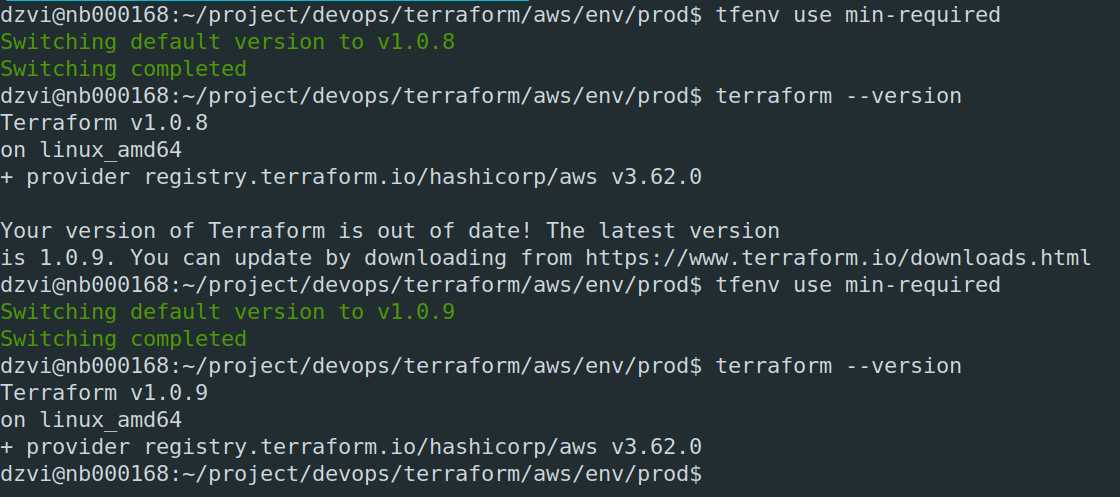 dzvi@nb000168:~/project/devops/terraform/aws/env/prod$ tfenv use min-required
Switching default version to v1.0.8
Switching completed
dzvi@nb000168:~/project/devops/terraform/aws/env/prod$ terraform --version
Terraform v1.0.8
on linux_amd64
+ provider registry.terraform.io/hashicorp/aws v3.62.0
Your version of Terraform is out of date! The latest version
is 1.0.9. You can update by downloading from https://www.terraform.io/downloads.html
dzvi@nb000168:~/project/devops/terraform/aws/env/prod$ tfenv use min-required
Switching default version to v1.0.9
Switching completed
dzvi@nb000168:~/project/devops/terraform/aws/env/prod$ terraform --version
Terraform v1.0.9
on linux_amd64
+ provider registry.terraform.io/hashicorp/aws v3.62.0
dzvi@nb000168:~/project/devops/terraform/aws/env/prod$